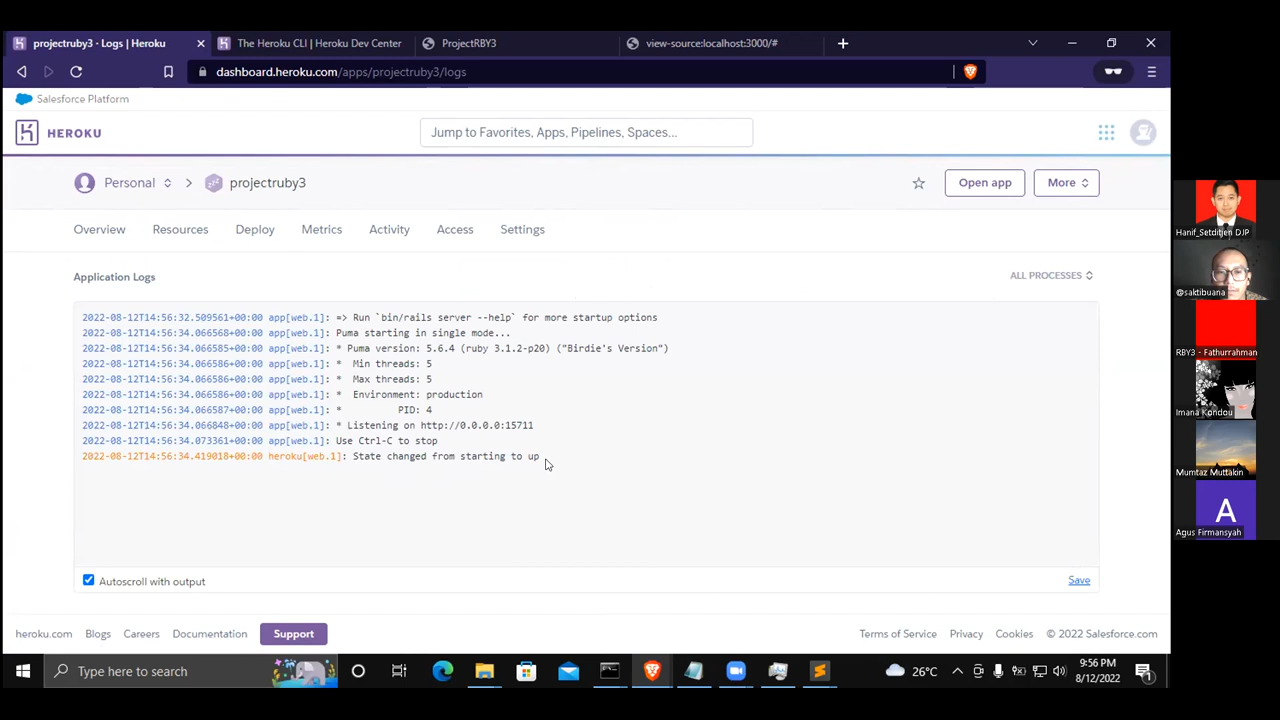 projectruby3 · Logs | Heroku
The Heroku CLI | Heroku Dev Center
ProjectRBY3
view-source:localhost:3000/#
dashboard.heroku.com/apps/projectruby3/logs
Salesforce Platform
HEROKU
Jump to Favorites, Apps, Pipelines, Spaces...
Personal
projectruby3
Open app
More
Overview
Resources
Deploy
Metrics
Activity
Access
Settings
Application Logs
ALL PROCESSES
2022-08-12T14:56:32.509561+00:00 app[web.1]: => Run `bin/rails server --help` for more startup options
2022-08-12T14:56:34.066568+00:00 app[web.1]: Puma starting in single mode...
2022-08-12T14:56:34.066585+00:00 app[web.1]: * Puma version: 5.6.4 (ruby 3.1.2-p20) ("Birdie's Version")
2022-08-12T14:56:34.066586+00:00 app[web.1]: *  Min threads: 5
2022-08-12T14:56:34.066586+00:00 app[web.1]: *  Max threads: 5
2022-08-12T14:56:34.066586+00:00 app[web.1]: *  Environment: production
2022-08-12T14:56:34.066587+00:00 app[web.1]: *          PID: 4
2022-08-12T14:56:34.066848+00:00 app[web.1]: * Listening on http://0.0.0.0:15711
2022-08-12T14:56:34.073361+00:00 app[web.1]: Use Ctrl-C to stop
2022-08-12T14:56:34.419018+00:00 heroku[web.1]: State changed from starting to up
Autoscroll with output
Save
heroku.com
Blogs
Careers
Documentation
Support
Terms of Service
Privacy
Cookies
© 2022 Salesforce.com
Type here to search
26°C
9:56 PM
8/12/2022
1
Hanif_Setditjen DJP
@saktibuana
RBY3 - Fathurrahman
Imana Kondou
Mumtaz Muttakin
A
Agus Firmansyah